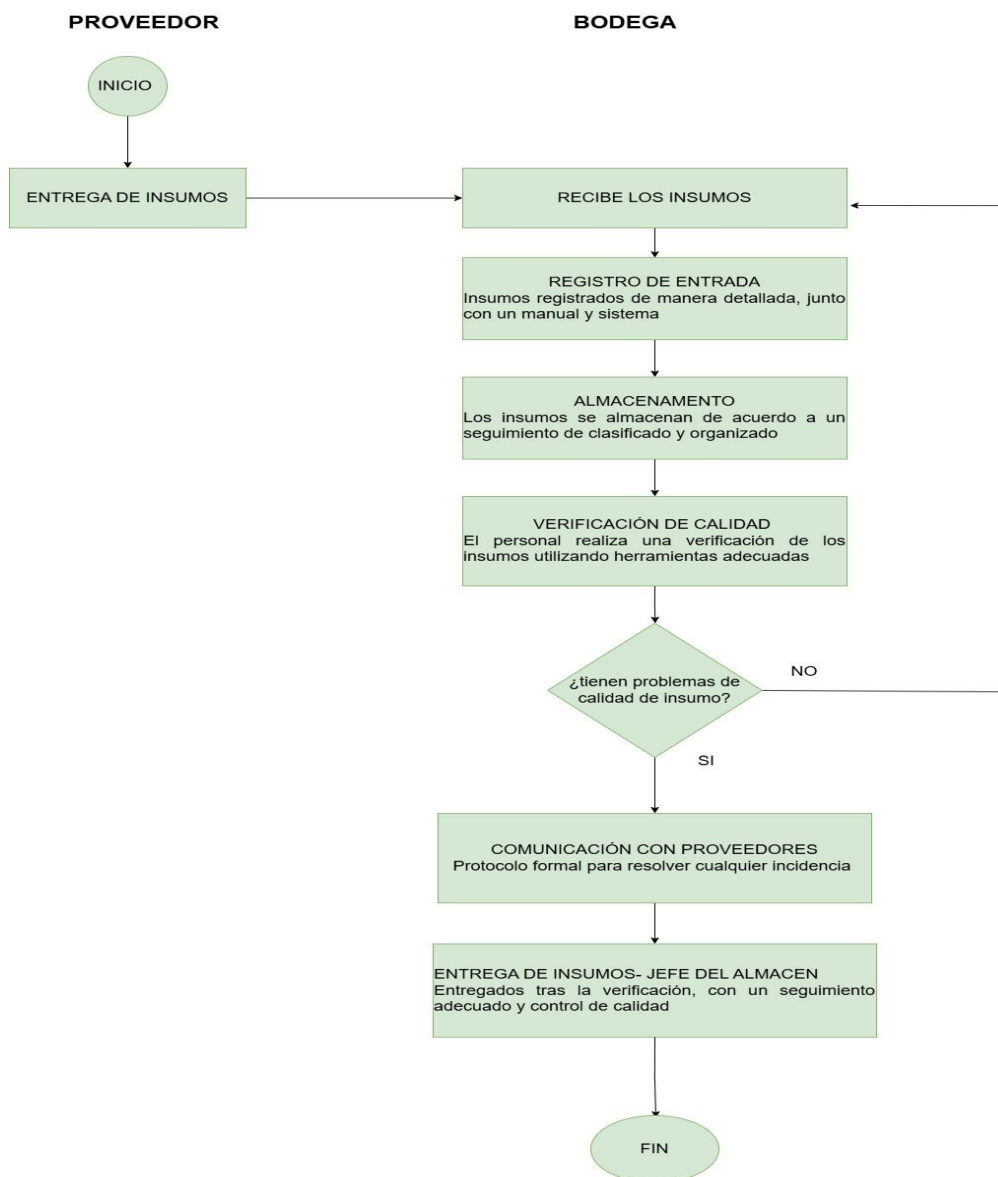 PROVEEDOR
BODEGA
INICIO
ENTREGA DE INSUMOS
RECIBE LOS INSUMOS
REGISTRO DE ENTRADA
Insumos registrados de manera detallada, junto
con un manual y sistema
ALMACENAMENTO
Los insumos se almacenan de acuerdo a un
seguimiento de clasificado y organizado
VERIFICACIÓN DE CALIDAD
El personal realiza una verificación de los
insumos utilizando herramientas adecuadas
¿tienen problemas de
calidad de insumo?
NO
SI
COMUNICACIÓN CON PROVEEDORES
Protocolo formal para resolver cualquier incidencia
ENTREGA DE INSUMOS- JEFE DEL ALMACEN
Entregados tras la verificación, con un seguimiento
adecuado y control de calidad
FIN